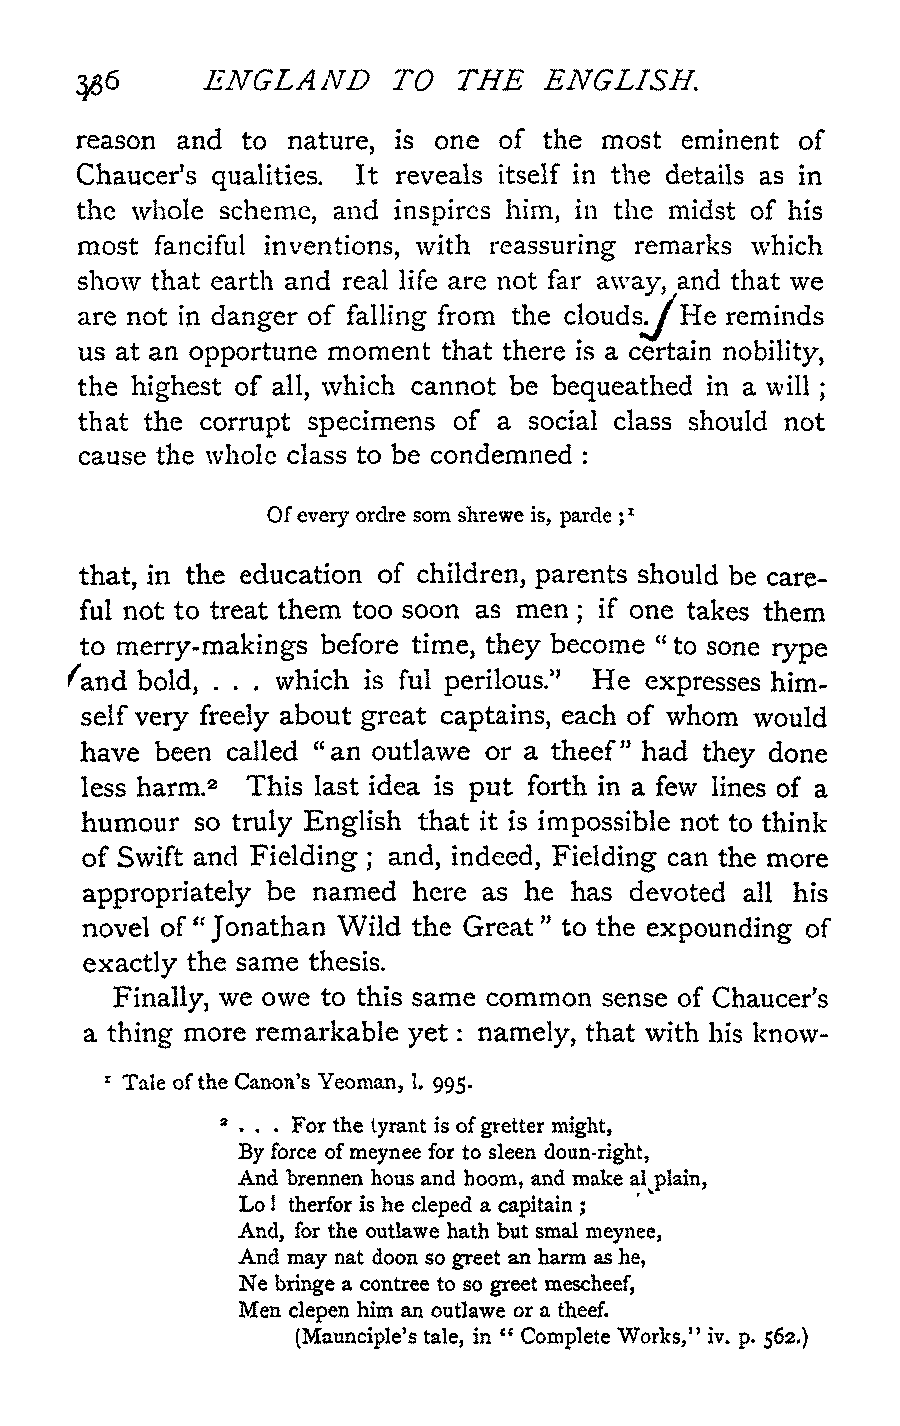 336 ENGLAND TO THE ENGLISH.
reason and to nature, is one of the most eminent of
Chaucer's qualities. It reveals itself in the details as in
the whole scheme, and inspires him, in the midst of his
most fanciful inventions, with reassuring remarks which
show that earth and real life are not far away, and that we
are not in danger of falling from the clouds. He reminds
us at an opportune moment that there is a certain nobility,
the highest of all, which cannot be bequeathed in a will ;
that the corrupt specimens of a social class should not
cause the whole class to be condemned :
Of every ordre som shrewe is, parde ;¹
that, in the education of children, parents should be care-
ful not to treat them too soon as men ; if one takes them
to merry-makings before time, they become “ to sone rype
and bold, . . . which is ful perilous.” He expresses him-
self very freely about great captains, each of whom would
have been called “ an outlawe or a theef ” had they done
less harm.² This last idea is put forth in a few lines of a
humour so truly English that it is impossible not to think
of Swift and Fielding ; and, indeed, Fielding can the more
appropriately be named here as he has devoted all his
novel of “ Jonathan Wild the Great ” to the expounding of
exactly the same thesis.
Finally, we owe to this same common sense of Chaucer's
a thing more remarkable yet : namely, that with his know-
¹ Tale of the Canon's Yeoman, l. 995.
² . . . For the tyrant is of gretter might,
By force of meynee for to sleen doun-right,
And brennen hous and hoom, and make al plain,
Lo ! therfor is he cleped a capitain ;
And, for the outlawe hath but smal meynee,
And may nat doon so greet an harm as he,
Ne bringe a contree to so greet mescheef,
Men clepen him an outlawe or a theef.
(Maunciple's tale, in “ Complete Works,” iv. p. 562.)